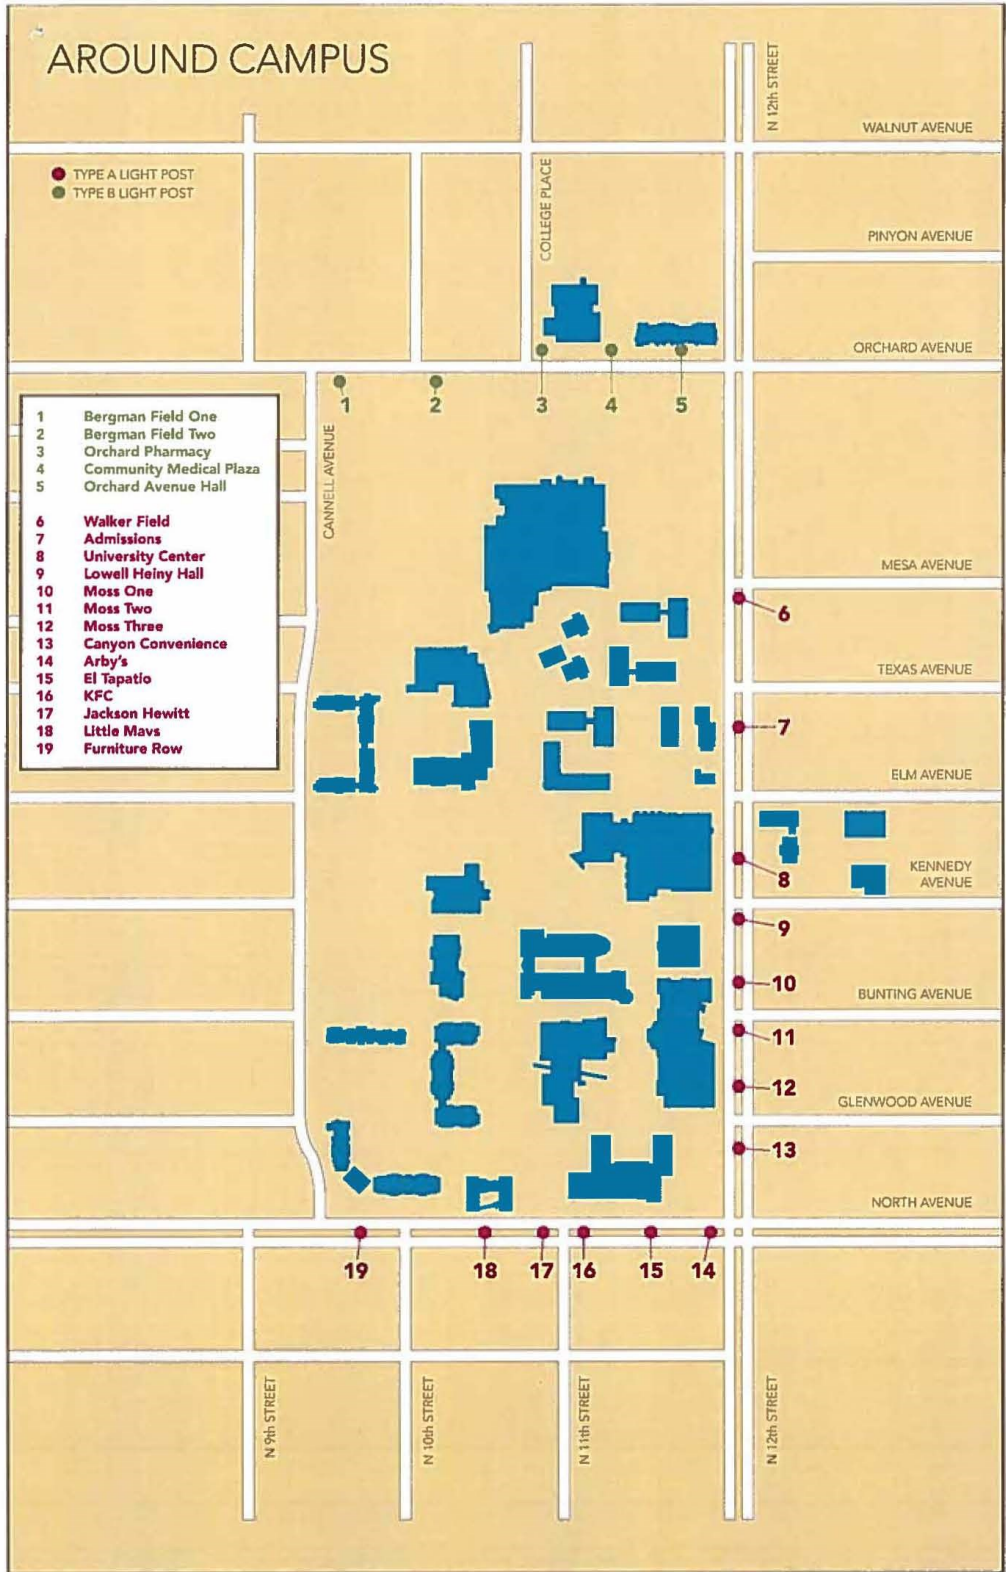 AROUND CAMPUS
N 12th STREET
WALNUT AVENUE
TYPE A LIGHT POST
TYPE B LIGHT POST
COLLEGE PLACE
PINYON AVENUE
ORCHARD AVENUE
1 2 3 4 5
1 Bergman Field One
2 Bergman Field Two
3 Orchard Pharmacy
4 Community Medical Plaza
5 Orchard Avenue Hall
6 Walker Field
7 Admissions
8 University Center
9 Lowell Heiny Hall
10 Moss One
11 Moss Two
12 Moss Three
13 Canyon Convenience
14 Arby's
15 El Tapatio
16 KFC
17 Jackson Hewitt
18 Little Mavs
19 Furniture Row
CANNELL AVENUE
MESA AVENUE
6
TEXAS AVENUE
7
ELM AVENUE
KENNEDY
AVENUE
8
9
10
BUNTING AVENUE
11
12
GLENWOOD AVENUE
13
NORTH AVENUE
19 18 17 16 15 14
N 9th STREET
N 10th STREET
N 11th STREET
N 12th STREET